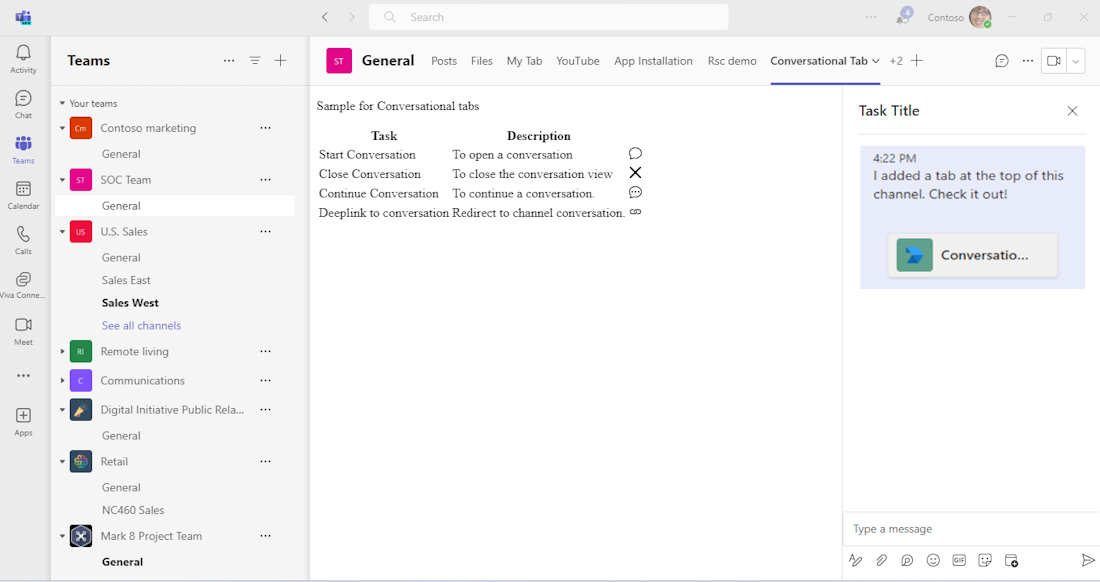 Search
4
Contoso
Activity
Chat
Teams
Calendar
Calls
Viva Conne...
Meet
Apps
Teams
Your teams
Cm Contoso marketing
General
ST SOC Team
General
US U.S. Sales
General
Sales East
Sales West
See all channels
Rl Remote living
C Communications
Digital Initiative Public Rela...
General
Retail
General
NC460 Sales
Mark 8 Project Team
General
ST General Posts Files My Tab YouTube App Installation Rsc demo Conversational Tab +2
Sample for Conversational tabs
Task Description
Start Conversation To open a conversation
Close Conversation To close the conversation view
Continue Conversation To continue a conversation.
Deeplink to conversation Redirect to channel conversation.
Task Title
4:22 PM
I added a tab at the top of this
channel. Check it out!
Conversatio...
Type a message
GIF